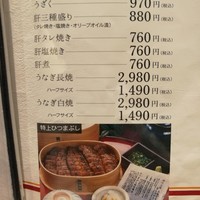 うざく 970円(税込)
肝三種盛り 880円(税込)
(タレ焼き・塩焼き・オリーブオイル漬)
肝タレ焼き 760円(税込)
肝塩焼き 760円(税込)
肝煮 760円(税込)
うなぎ長焼 2,980円(税込)
ハーフサイズ 1,490円(税込)
うなぎ白焼 2,980円(税込)
ハーフサイズ 1,490円(税込)
特上ひつまぶし